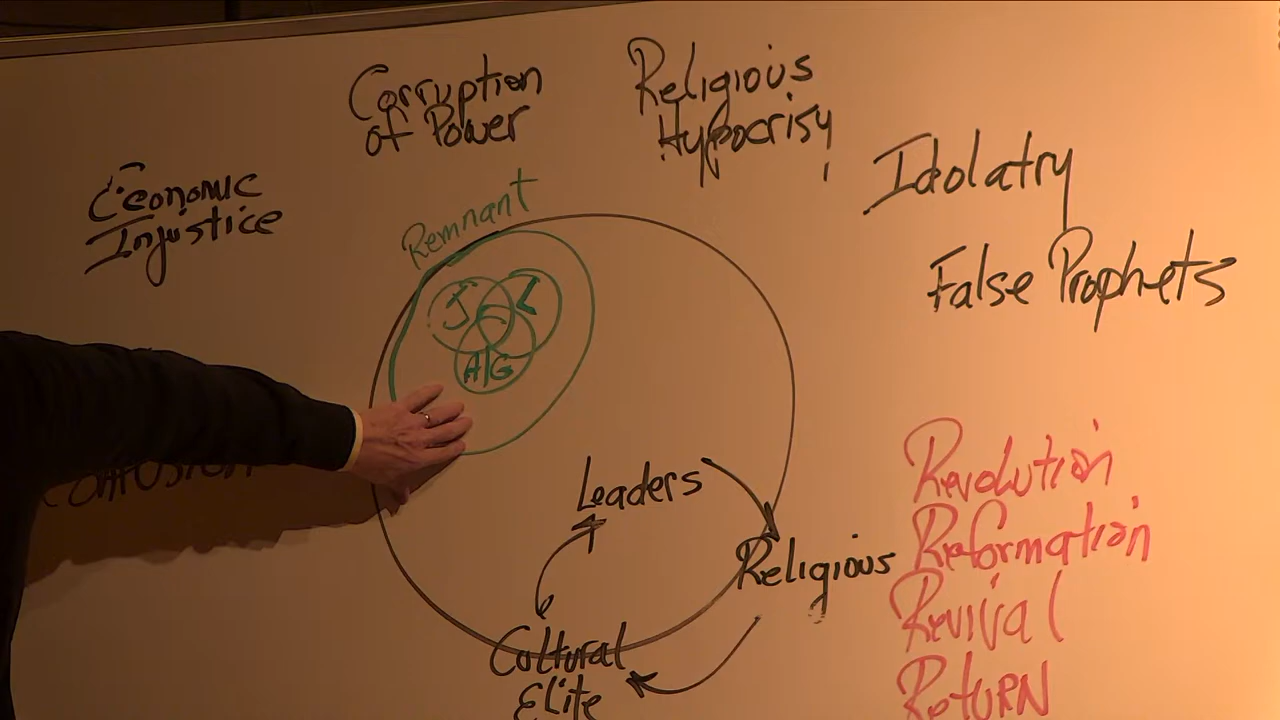 Corruption
of Power
Religious
Hypocrisy
Idolatry
Economic
Injustice
Remnant
False Prophets
J
L
A|G
Leaders
Religious
Cultural
Elite
Revolution
Reformation
Revival
RetURN